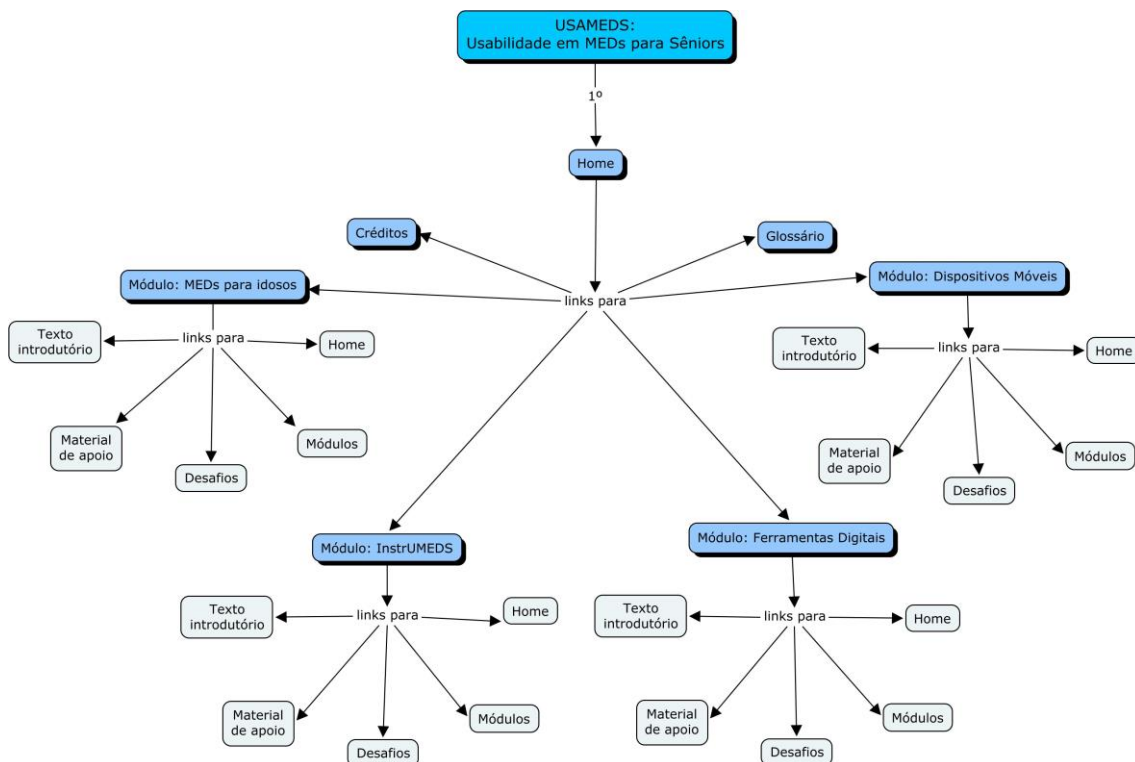 USAMEDS:
Usabilidade em MEDs para Sêniors
1º
Home
Créditos
Glossário
links para
Módulo: MEDs para idosos
links para
Texto
introdutório
Home
Material
de apoio
Desafios
Módulos
Módulo: Dispositivos Móveis
links para
Texto
introdutório
Home
Material
de apoio
Desafios
Módulos
Módulo: InstrUMEDS
links para
Texto
introdutório
Home
Material
de apoio
Desafios
Módulos
Módulo: Ferramentas Digitais
links para
Texto
introdutório
Home
Material
de apoio
Desafios
Módulos